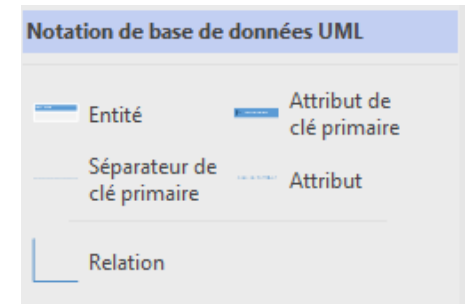 Notation de base de données UML
Entité
Attribut de
clé primaire
Séparateur de
clé primaire
Attribut
Relation